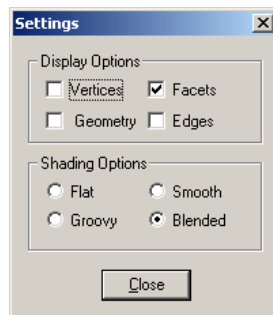 Settings
Display Options
Vertices Facets
Geometry Edges
Shading Options
Flat Smooth
Groovy Blended
Close